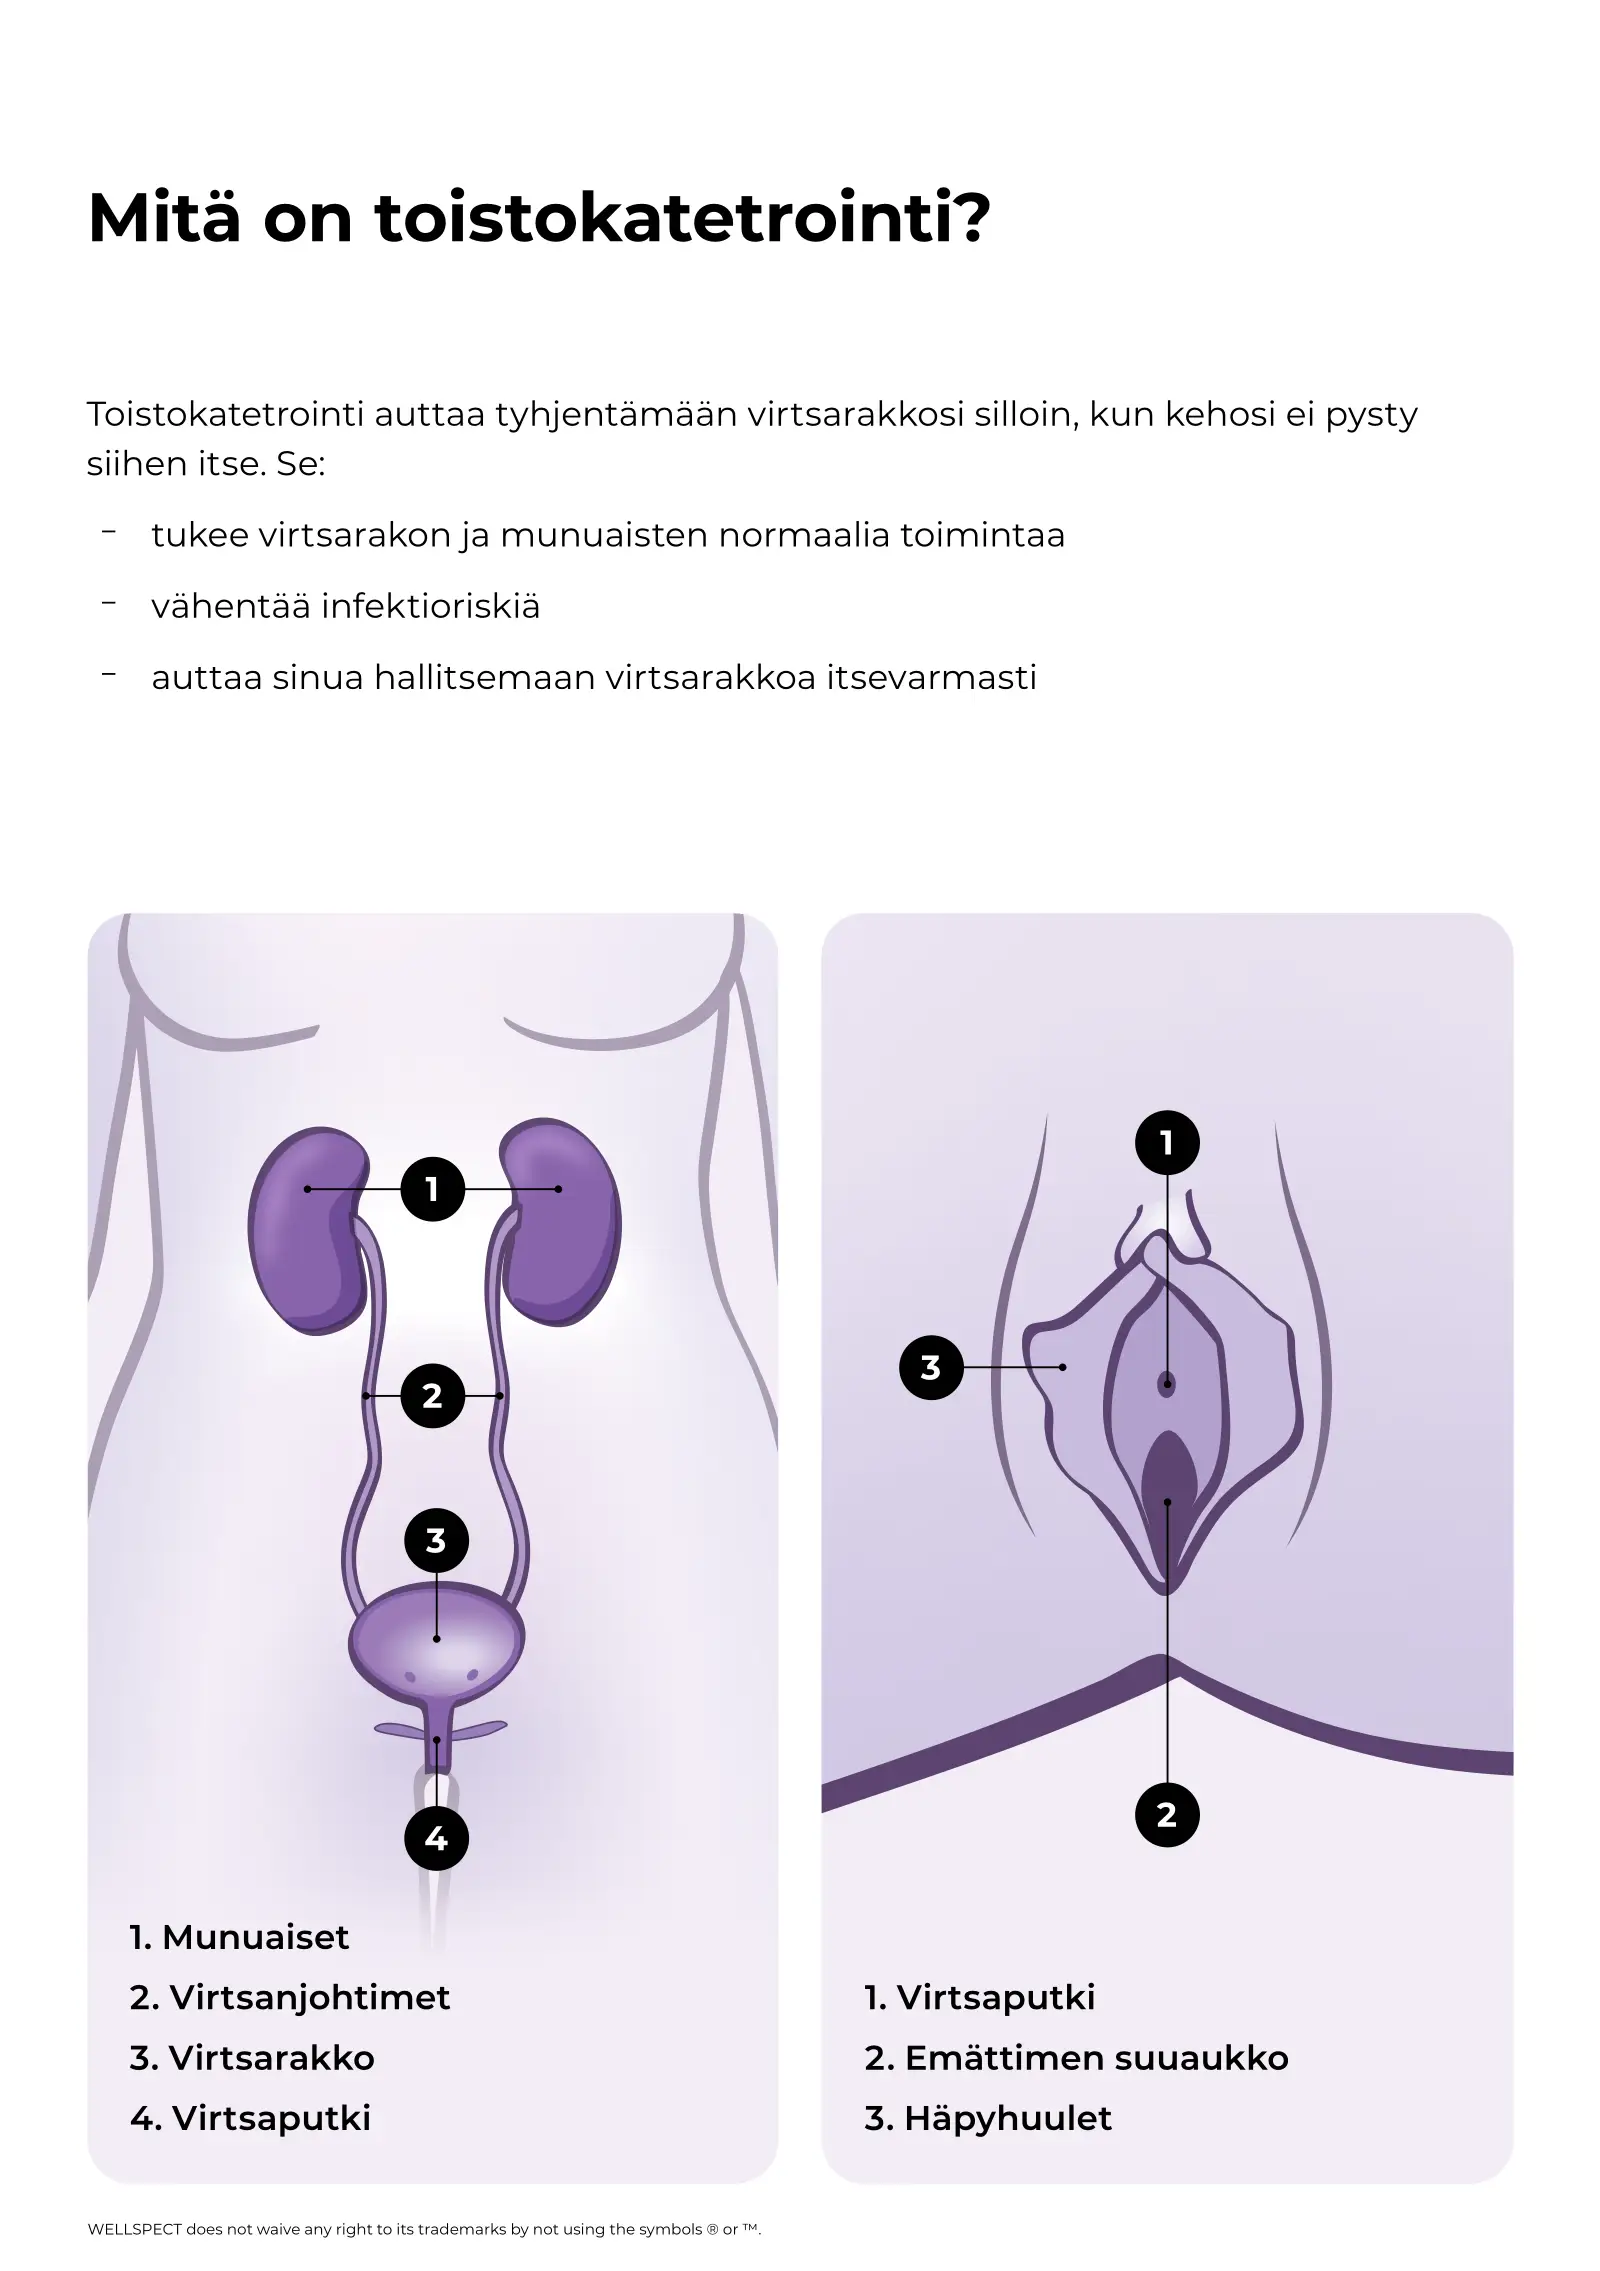 Mitä on toistokatetrointi?
Toistokatetrointi auttaa tyhjentämään virtsarakkosi silloin, kun kehosi ei pysty
siihen itse. Se:
– tukee virtsarakon ja munuaisten normaalia toimintaa
– vähentää infektioriskiä
– auttaa sinua hallitsemaan virtsarakkoa itsevarmasti
1
2
3
4
1. Munuaiset
2. Virtsanjohtimet
3. Virtsarakko
4. Virtsaputki
1
3
2
1. Virtsaputki
2. Emättimen suuaukko
3. Häpyhuulet
WELLSPECT does not waive any right to its trademarks by not using the symbols ® or ™.